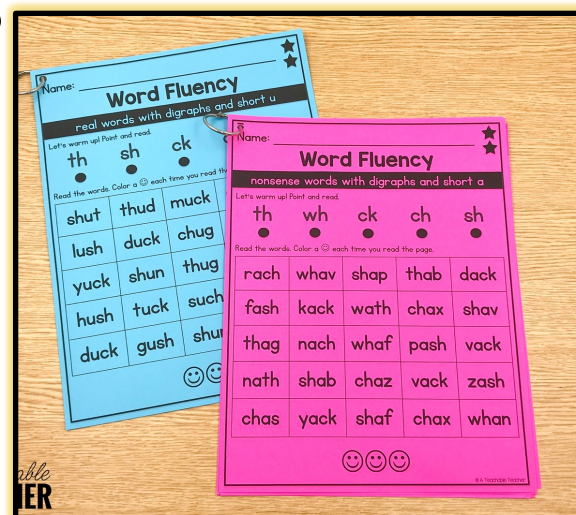 Name:
Word Fluency
real words with digraphs and short u
Let's warm up! Point and read.
th sh ck
Read the words. Color a ☺ each time you read
shut thud muck
lush duck chug
yuck shun thug
hush tuck such
duck gush
Name:
Word Fluency
nonsense words with digraphs and short a
Let's warm up! Point and read.
th wh ck ch sh
Read the words. Color a ☺ each time you read the page.
rach whav shap thab dack
fash kack wath chax shav
thag nach whaf pash vack
nath shab chaz vack zash
chas yack shaf chax whan
© A Teachable Teacher